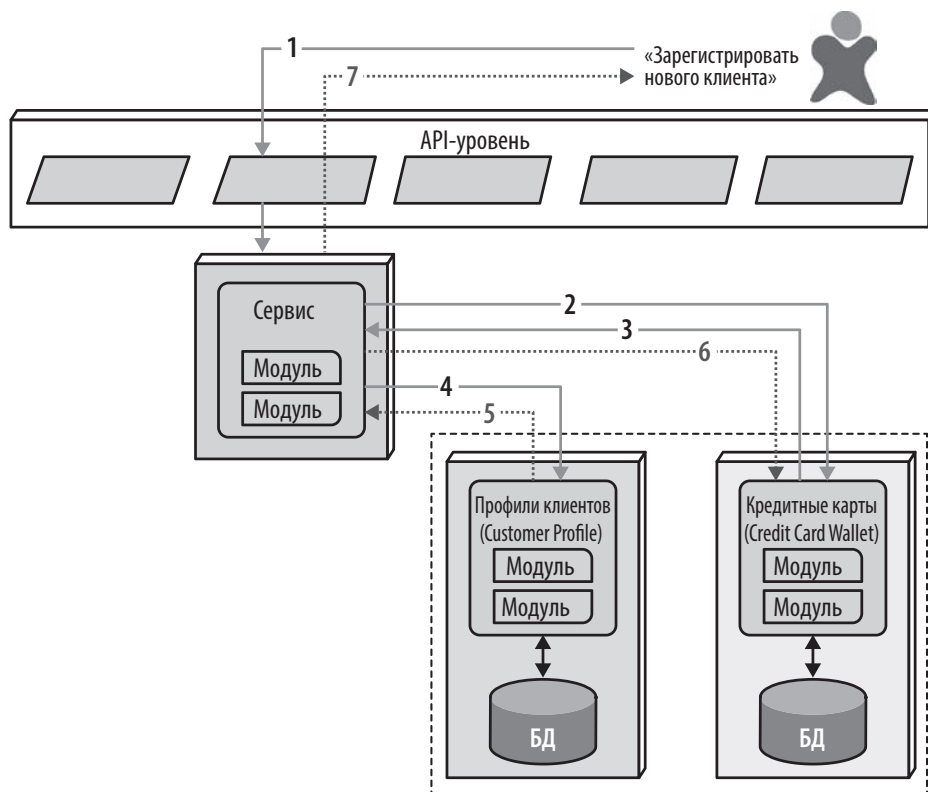 1
«Зарегистрировать
нового клиента»
7
API-уровень
Сервис
Модуль
Модуль
2
3
6
4
5
Профили клиентов
(Customer Profile)
Модуль
Модуль
БД
Кредитные карты
(Credit Card Wallet)
Модуль
Модуль
БД